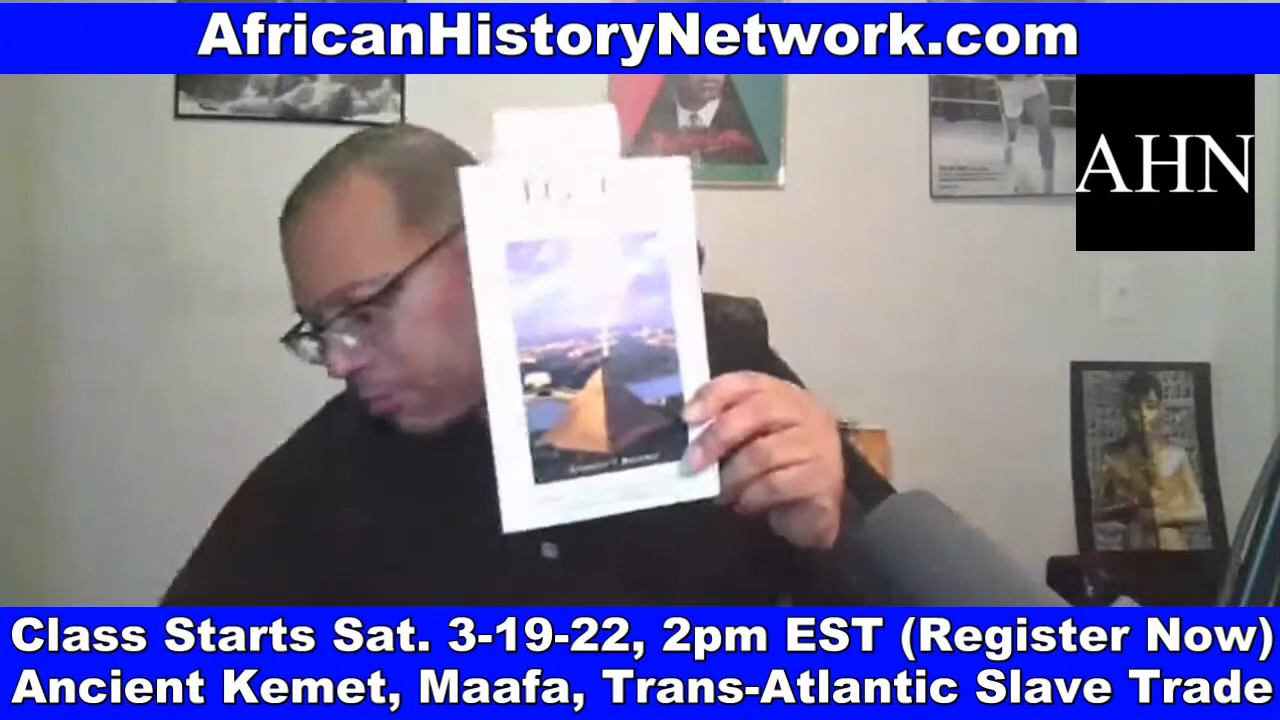 AfricanHistoryNetwork.com
AHN
Class Starts Sat. 3-19-22, 2pm EST (Register Now)
Ancient Kemet, Maafa, Trans-Atlantic Slave Trade